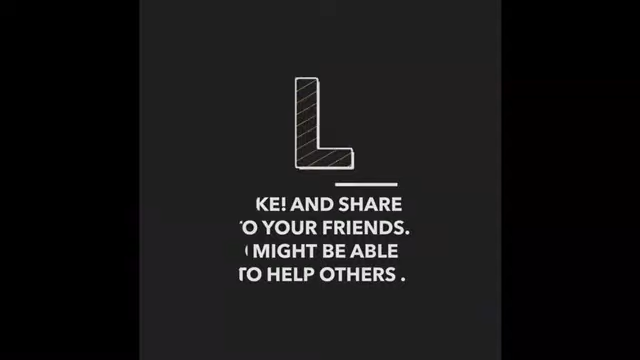 L
KE! AND SHARE
O YOUR FRIENDS.
MIGHT BE ABLE
TO HELP OTHERS .